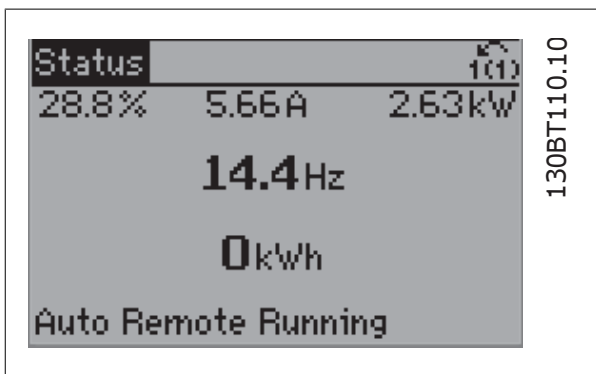 Status 1(1)
28.8% 5.66A 2.63kW
14.4Hz
0kWh
Auto Remote Running
130BT110.10